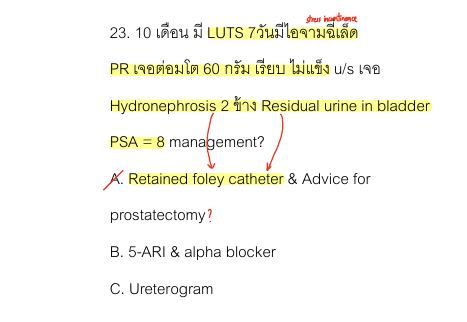 stress incontinence
23. 10 เดือน มี LUTS 7วันมีไอจามฉี่เล็ด
PR เจอต่อมโต 60 กรัม เรียบ ไม่แข็ง u/s เจอ
Hydronephrosis 2 ข้าง Residual urine in bladder
PSA = 8 management?
A. Retained foley catheter & Advice for
prostatectomy?
B. 5-ARI & alpha blocker
C. Ureterogram